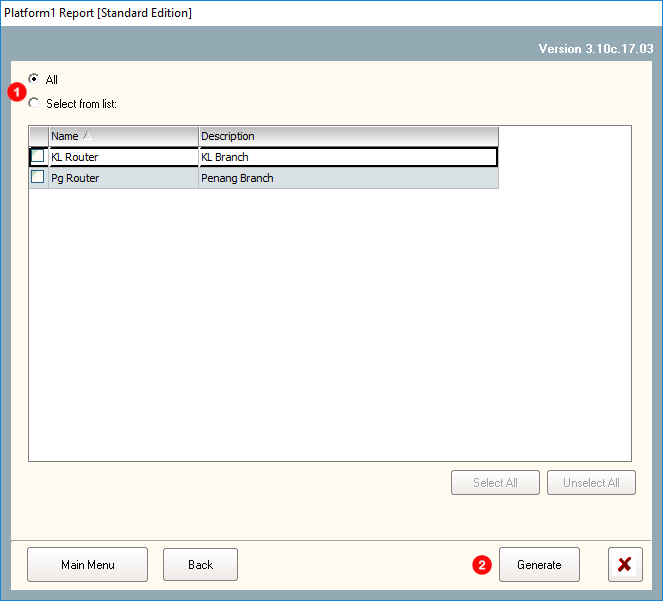 Platform1 Report [Standard Edition]
Version 3.10c.17.03
All
1
Select from list:
Name Description
KL Router KL Branch
Pg Router Penang Branch
Select All Unselect All
Main Menu Back 2 Generate